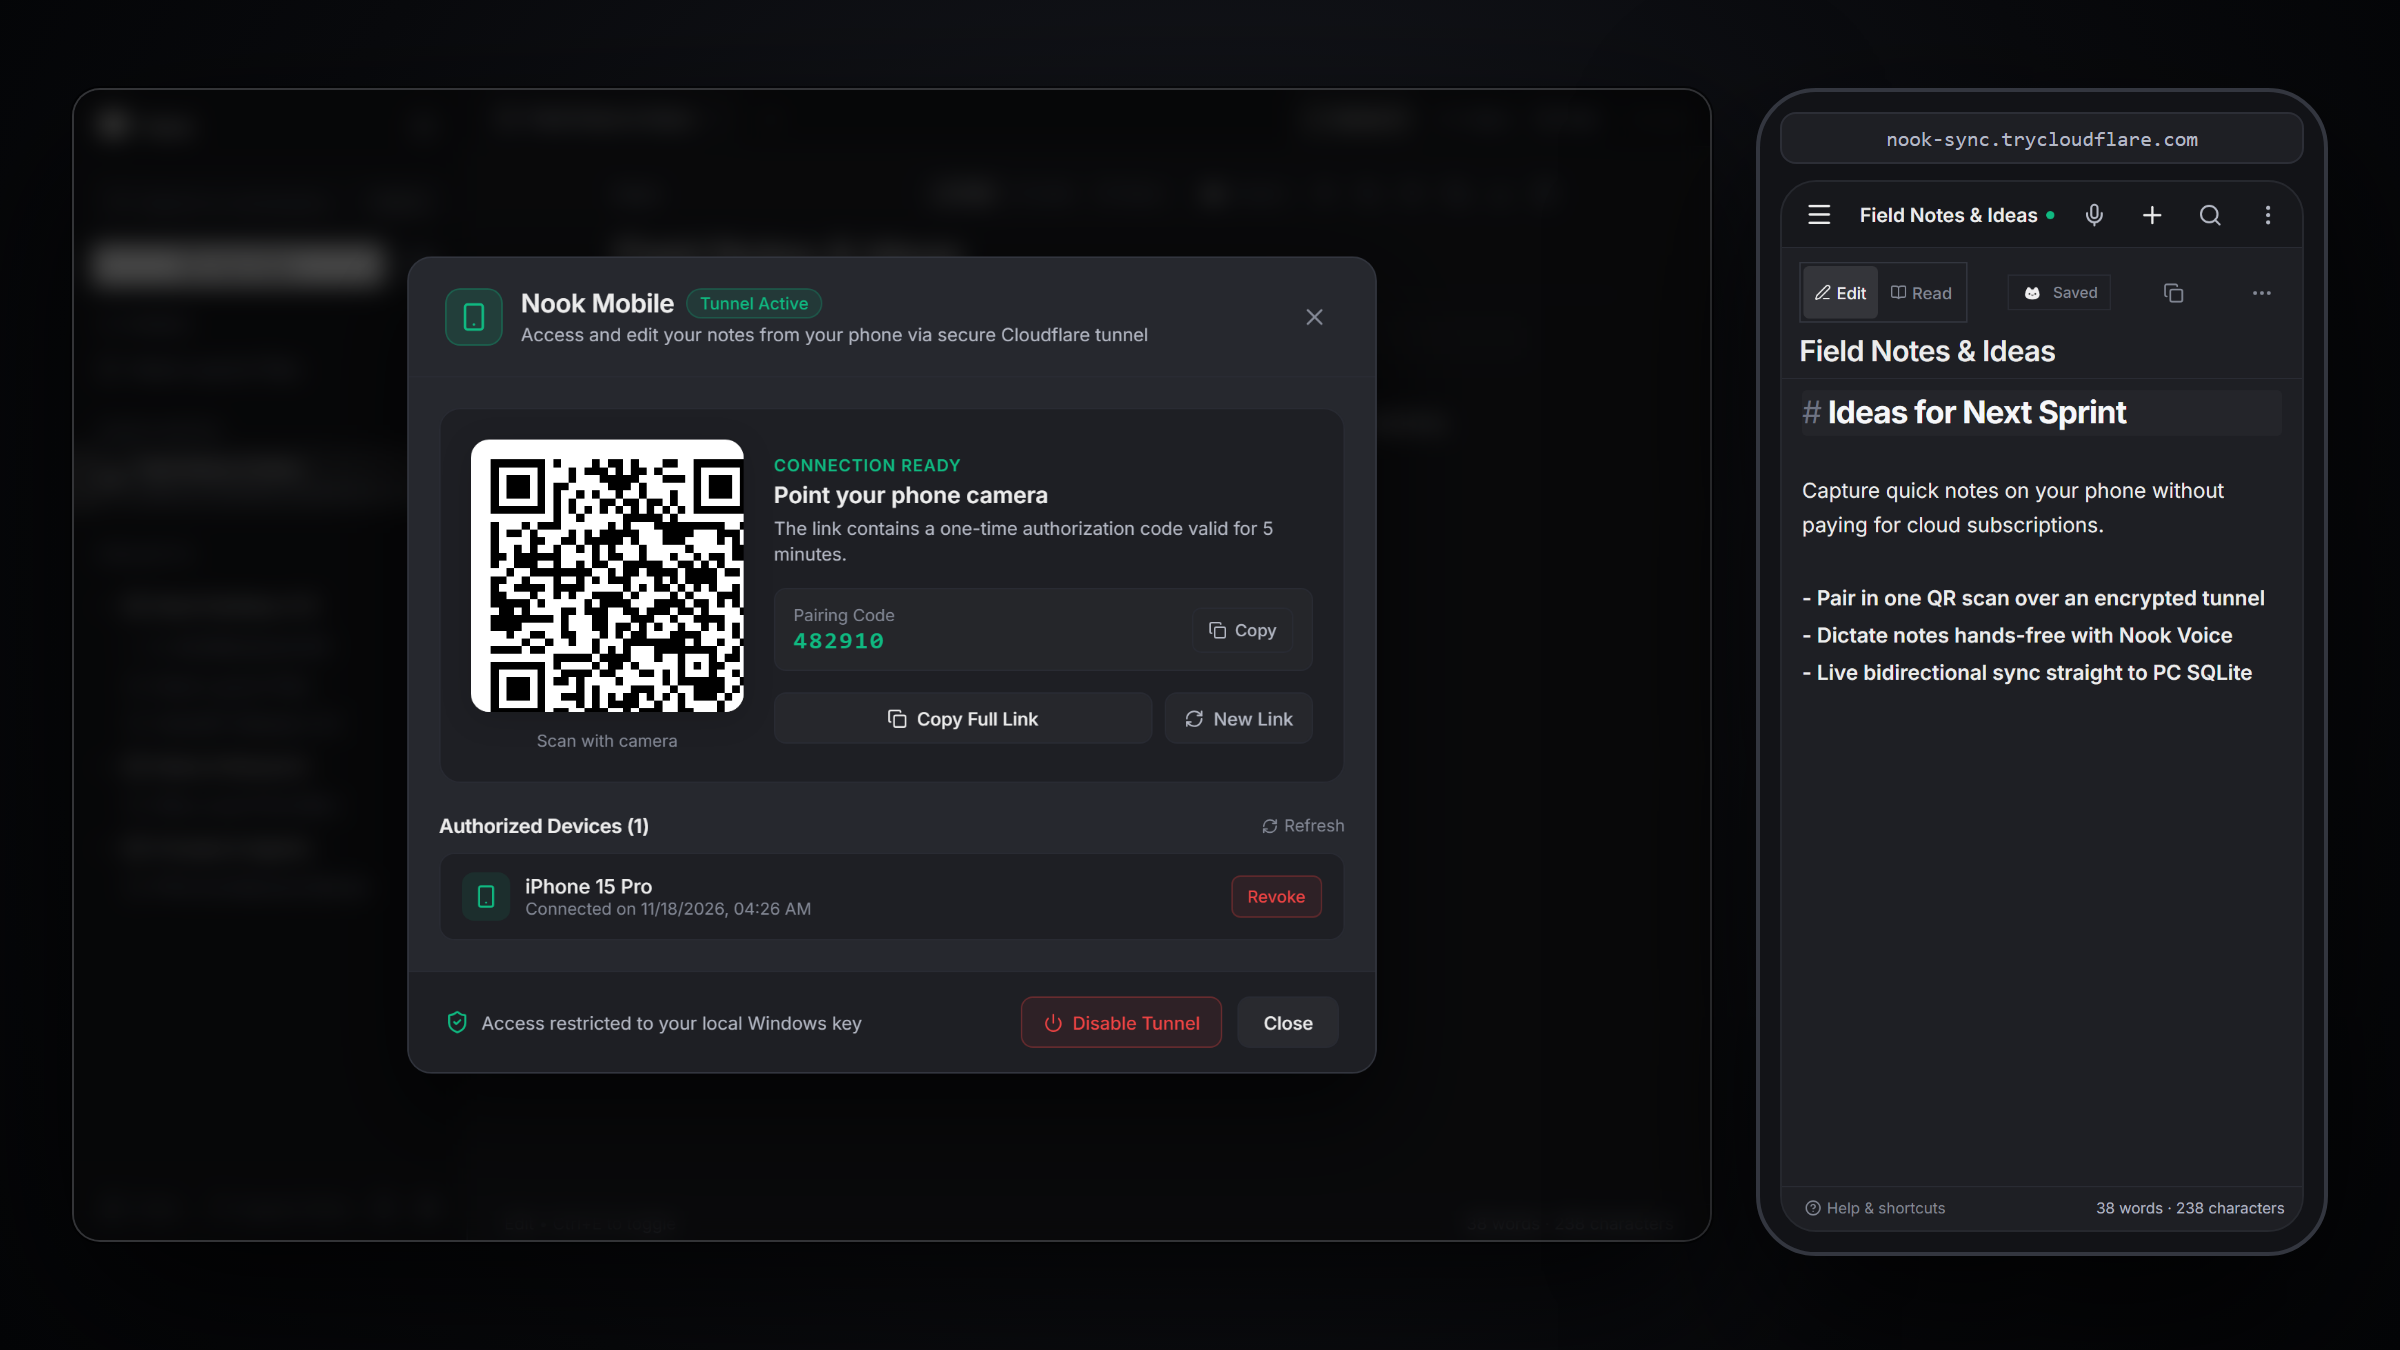 Nook Mobile
Tunnel Active
Access and edit your notes from your phone via secure Cloudflare tunnel
CONNECTION READY
Point your phone camera
The link contains a one-time authorization code valid for 5
minutes.
Pairing Code
482910
Copy
Copy Full Link
New Link
Scan with camera
Authorized Devices (1)
Refresh
iPhone 15 Pro
Connected on 11/18/2026, 04:26 AM
Revoke
Access restricted to your local Windows key
Disable Tunnel
Close
nook-sync.trycloudflare.com
Field Notes & Ideas
Edit
Read
Saved
Field Notes & Ideas
# Ideas for Next Sprint
Capture quick notes on your phone without
paying for cloud subscriptions.
- Pair in one QR scan over an encrypted tunnel
- Dictate notes hands-free with Nook Voice
- Live bidirectional sync straight to PC SQLite
Help & shortcuts
38 words · 238 characters